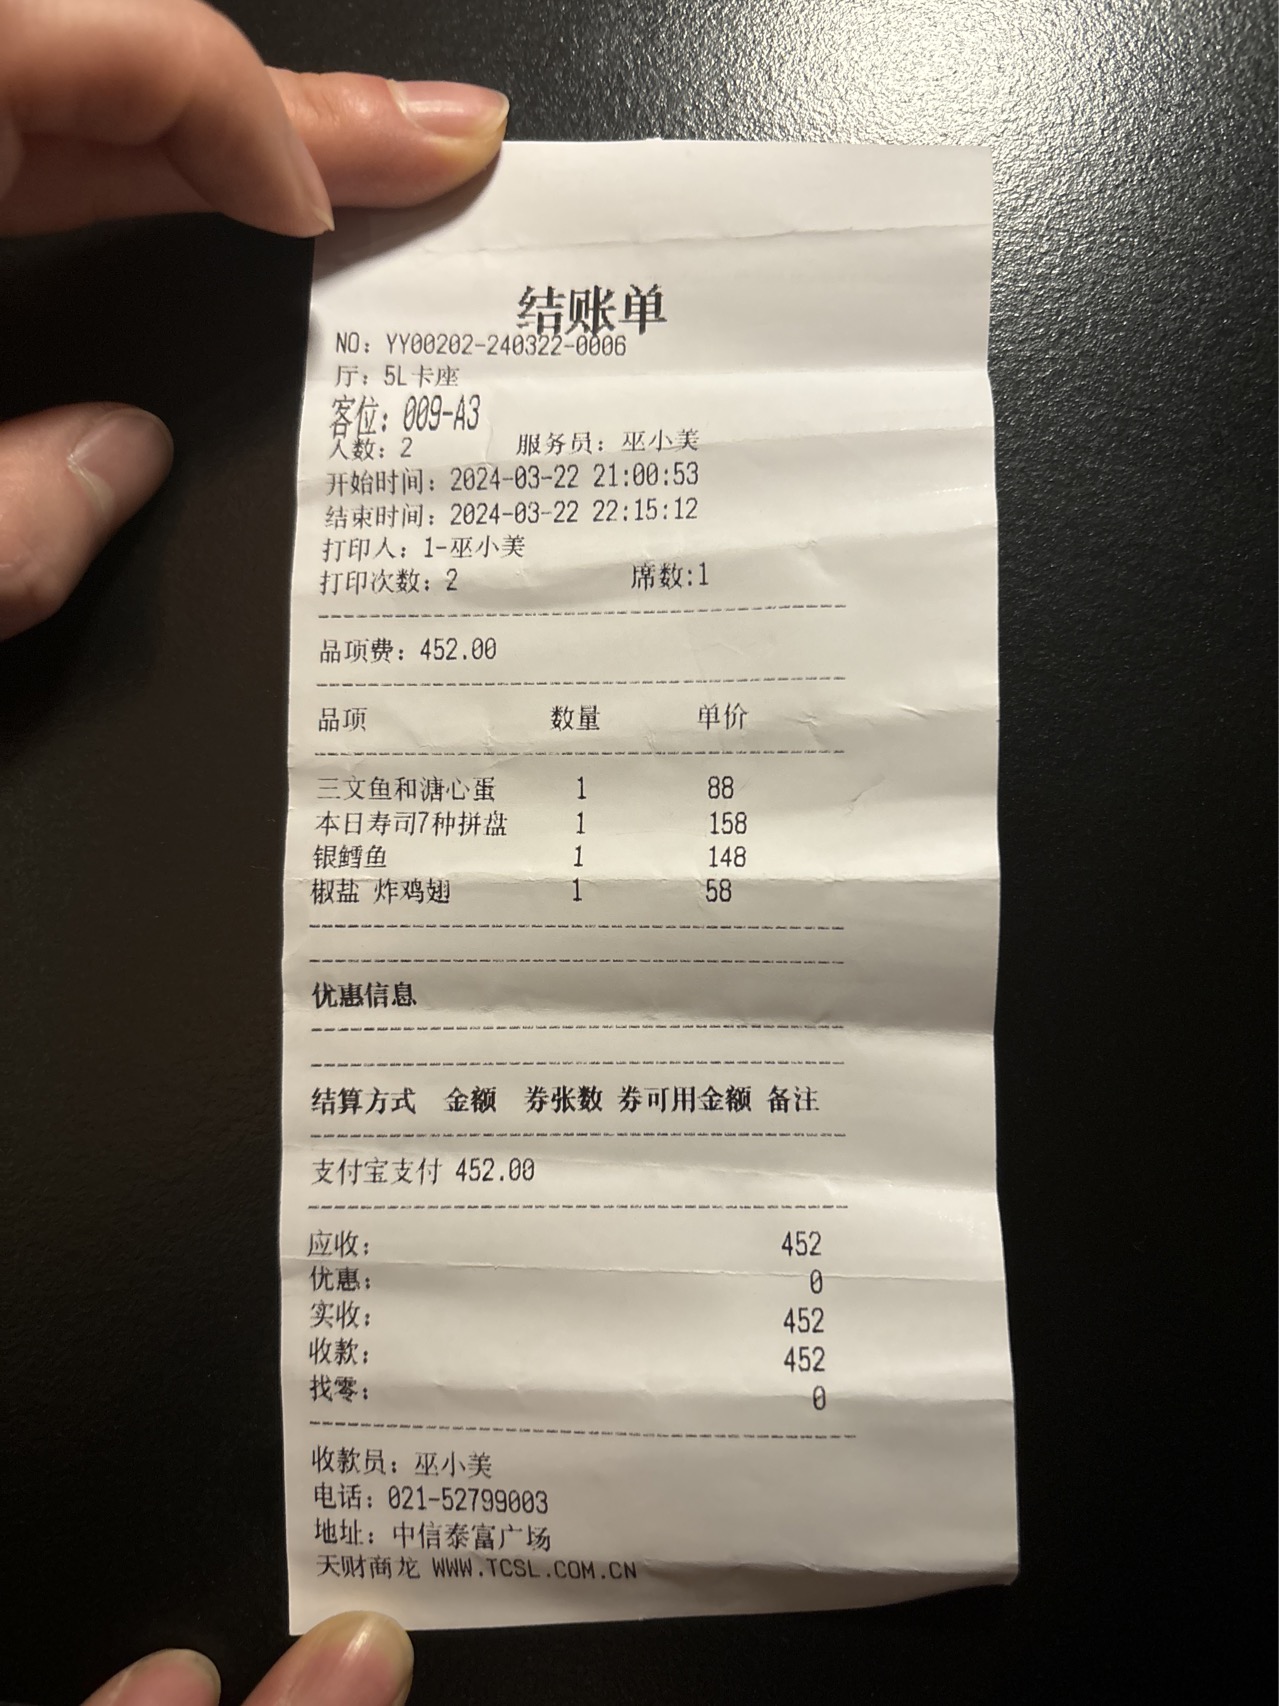 结账单
NO: YY00202-240322-0006
厅: 5L卡座
客位: 009-A3
人数: 2 服务员: 巫小美
开始时间: 2024-03-22 21:00:53
结束时间: 2024-03-22 22:15:12
打印人: 1-巫小美
打印次数: 2 席数:1
品项费: 452.00
品项 数量 单价
三文鱼和溏心蛋 1 88
本日寿司7种拼盘 1 158
银鳕鱼 1 148
椒盐 炸鸡翅 1 58
优惠信息
结算方式 金额 券张数 券可用金额 备注
支付宝支付 452.00
应收: 452
优惠: 0
实收: 452
收款: 452
找零: 0
收款员: 巫小美
电话: 021-52799003
地址: 中信泰富广场
天财商龙 WWW.TCSL.COM.CN